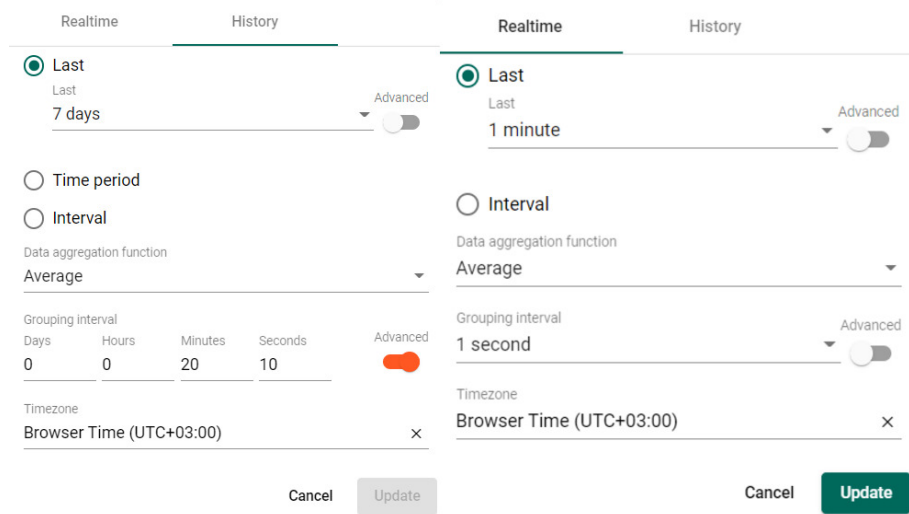 Realtime History
Last
Last
Advanced
7 days
Time period
Interval
Data aggregation function
Average
Grouping interval
Days Hours Minutes Seconds Advanced
0 0 20 10
Timezone
Browser Time (UTC+03:00)
Cancel Update
Realtime History
Last
Last
Advanced
1 minute
Interval
Data aggregation function
Average
Grouping interval
Advanced
1 second
Timezone
Browser Time (UTC+03:00)
Cancel Update